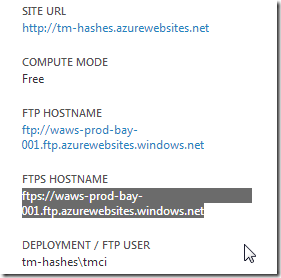 SITE URL
http://tm-hashes.azurewebsites.net
COMPUTE MODE
Free
FTP HOSTNAME
ftp://waws-prod-bay-
001.ftp.azurewebsites.windows.net
FTPS HOSTNAME
ftps://waws-prod-bay-
001.ftp.azurewebsites.windows.net
DEPLOYMENT / FTP USER
tm-hashes\tmci